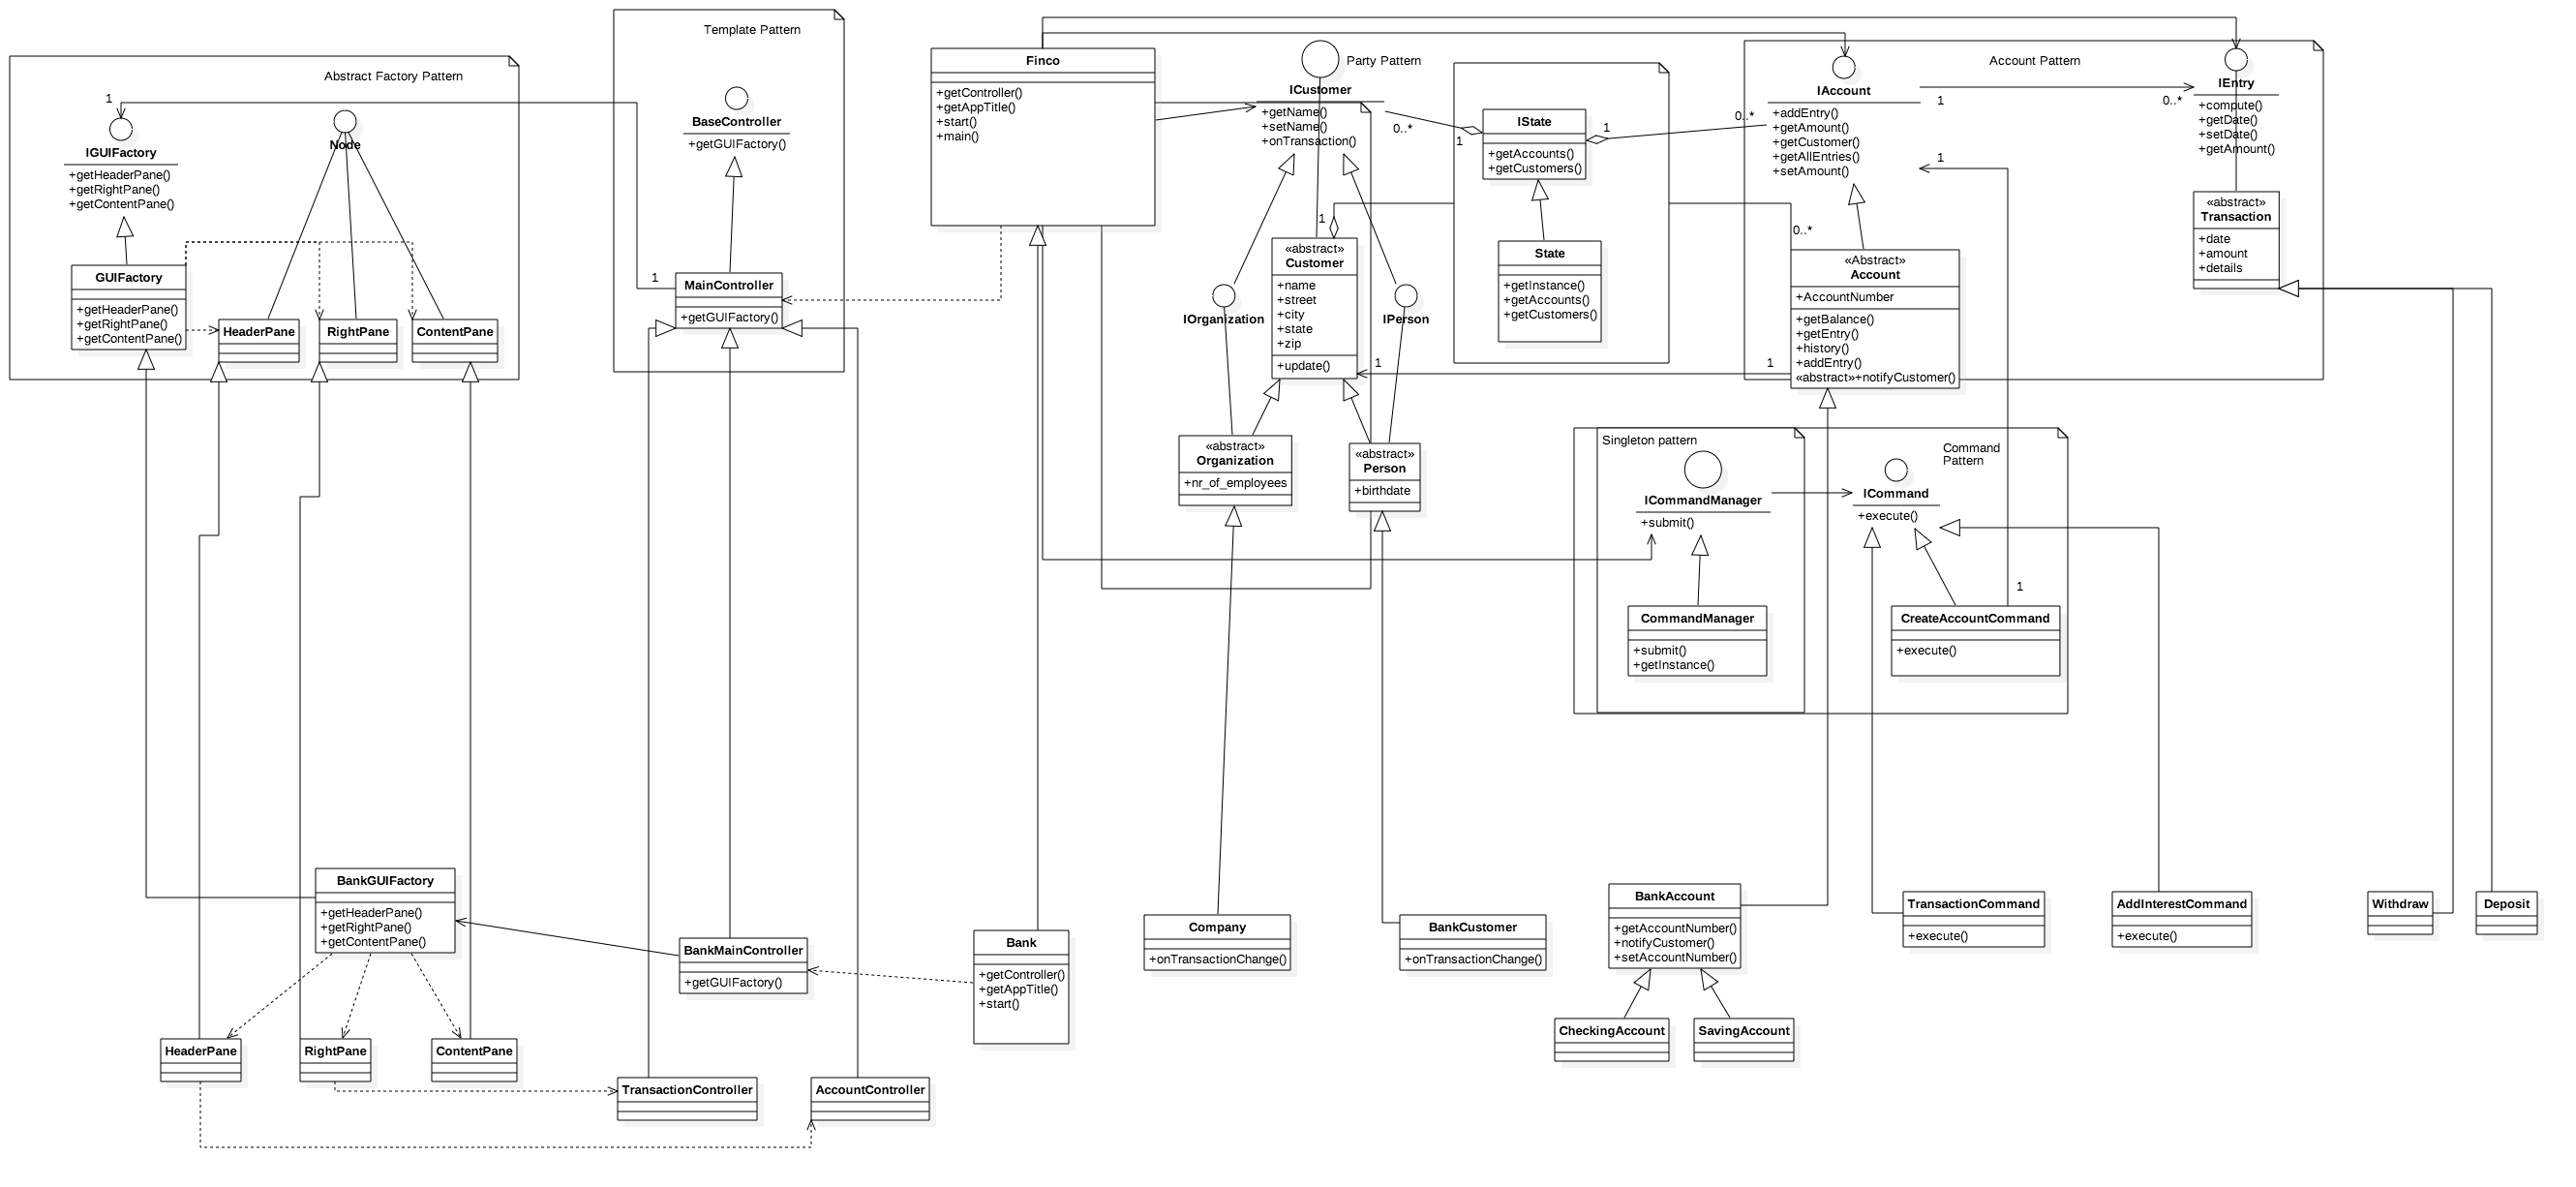 Abstract Factory Pattern
1
IGUIFactory
+getHeaderPane()
+getRightPane()
+getContentPane()
Node
GUIFactory
+getHeaderPane()
+getRightPane()
+getContentPane()
HeaderPane
RightPane
ContentPane
Template Pattern
BaseController
+getGUIFactory()
1
MainController
+getGUIFactory()
Finco
+getController()
+getAppTitle()
+start()
+main()
Party Pattern
ICustomer
+getName()
+setName()
+onTransaction()
0..*
1
1
IOrganization
IPerson
«abstract»
Customer
+name
+street
+city
+state
+zip
+update()
1
«abstract»
Organization
+nr_of_employees
«abstract»
Person
+birthdate
IState
+getAccounts()
+getCustomers()
1
0..*
State
+getInstance()
+getAccounts()
+getCustomers()
Account Pattern
IAccount
+addEntry()
+getAmount()
+getCustomer()
+getAllEntries()
+setAmount()
1
0..*
1
IEntry
+compute()
+getDate()
+setDate()
+getAmount()
«abstract»
Transaction
+date
+amount
+details
0..*
«Abstract»
Account
+AccountNumber
+getBalance()
+getEntry()
+history()
+addEntry()
«abstract»+notifyCustomer()
1
Singleton pattern
ICommandManager
+submit()
CommandManager
+submit()
+getInstance()
Command
Pattern
ICommand
+execute()
1
CreateAccountCommand
+execute()
BankGUIFactory
+getHeaderPane()
+getRightPane()
+getContentPane()
HeaderPane
RightPane
ContentPane
BankMainController
+getGUIFactory()
TransactionController
AccountController
Bank
+getController()
+getAppTitle()
+start()
Company
+onTransactionChange()
BankCustomer
+onTransactionChange()
BankAccount
+getAccountNumber()
+notifyCustomer()
+setAccountNumber()
CheckingAccount
SavingAccount
TransactionCommand
+execute()
AddInterestCommand
+execute()
Withdraw
Deposit